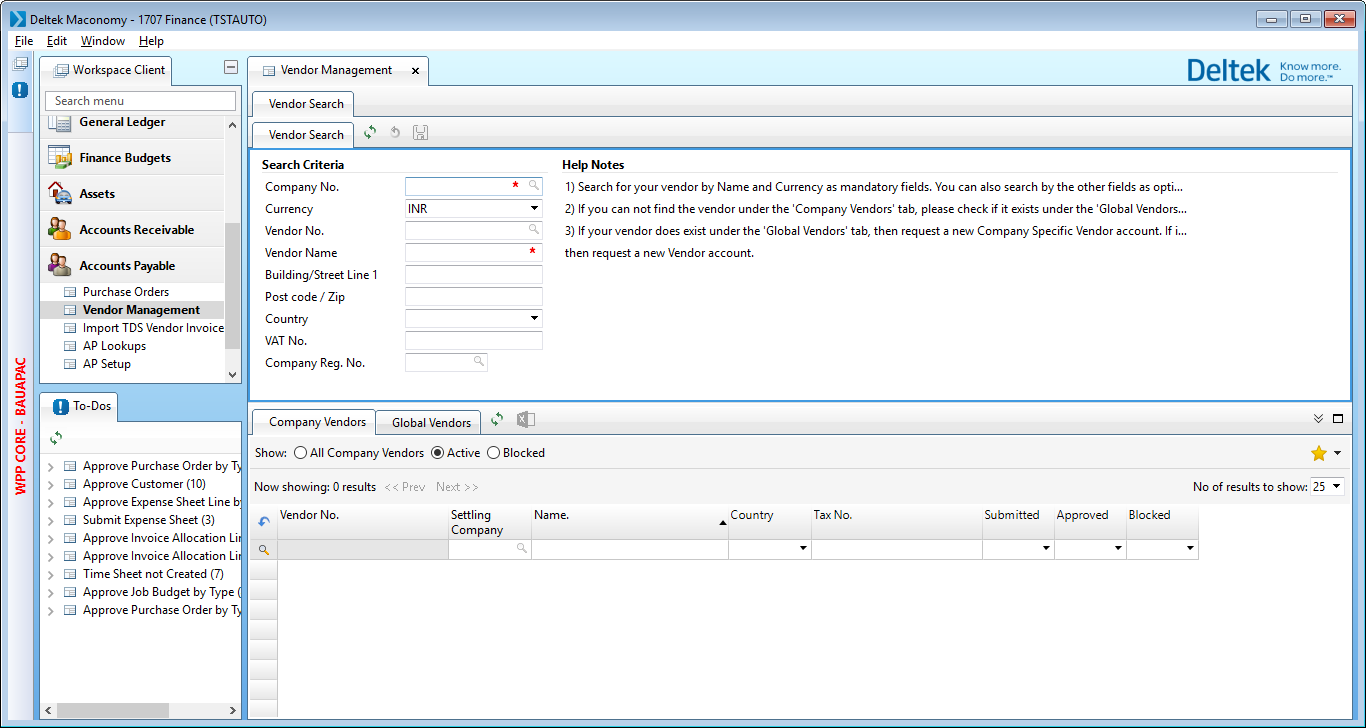 Deltek Maconomy - 1707 Finance (TSTAUTO)
File Edit Window Help
Workspace Client
Vendor Management
Deltek Know more. Do more.™
Search menu
General Ledger
Finance Budgets
Assets
Accounts Receivable
Accounts Payable
Purchase Orders
Vendor Management
Import TDS Vendor Invoice
AP Lookups
AP Setup
WPP CORE - BAUAPAC
To-Dos
Approve Purchase Order by Ty
Approve Customer (10)
Approve Expense Sheet Line by
Submit Expense Sheet (3)
Approve Invoice Allocation Lin
Approve Invoice Allocation Lin
Time Sheet not Created (7)
Approve Job Budget by Type (
Approve Purchase Order by Ty
Vendor Search
Vendor Search
Search Criteria
Company No. *
Currency INR
Vendor No.
Vendor Name *
Building/Street Line 1
Post code / Zip
Country
VAT No.
Company Reg. No.
Help Notes
1) Search for your vendor by Name and Currency as mandatory fields. You can also search by the other fields as opti...
2) If you can not find the vendor under the 'Company Vendors' tab, please check if it exists under the 'Global Vendors...
3) If your vendor does exist under the 'Global Vendors' tab, then request a new Company Specific Vendor account. If i...
then request a new Vendor account.
Company Vendors Global Vendors
Show: All Company Vendors Active Blocked
Now showing: 0 results << Prev Next >> No of results to show: 25
Vendor No. Settling Company Name. Country Tax No. Submitted Approved Blocked